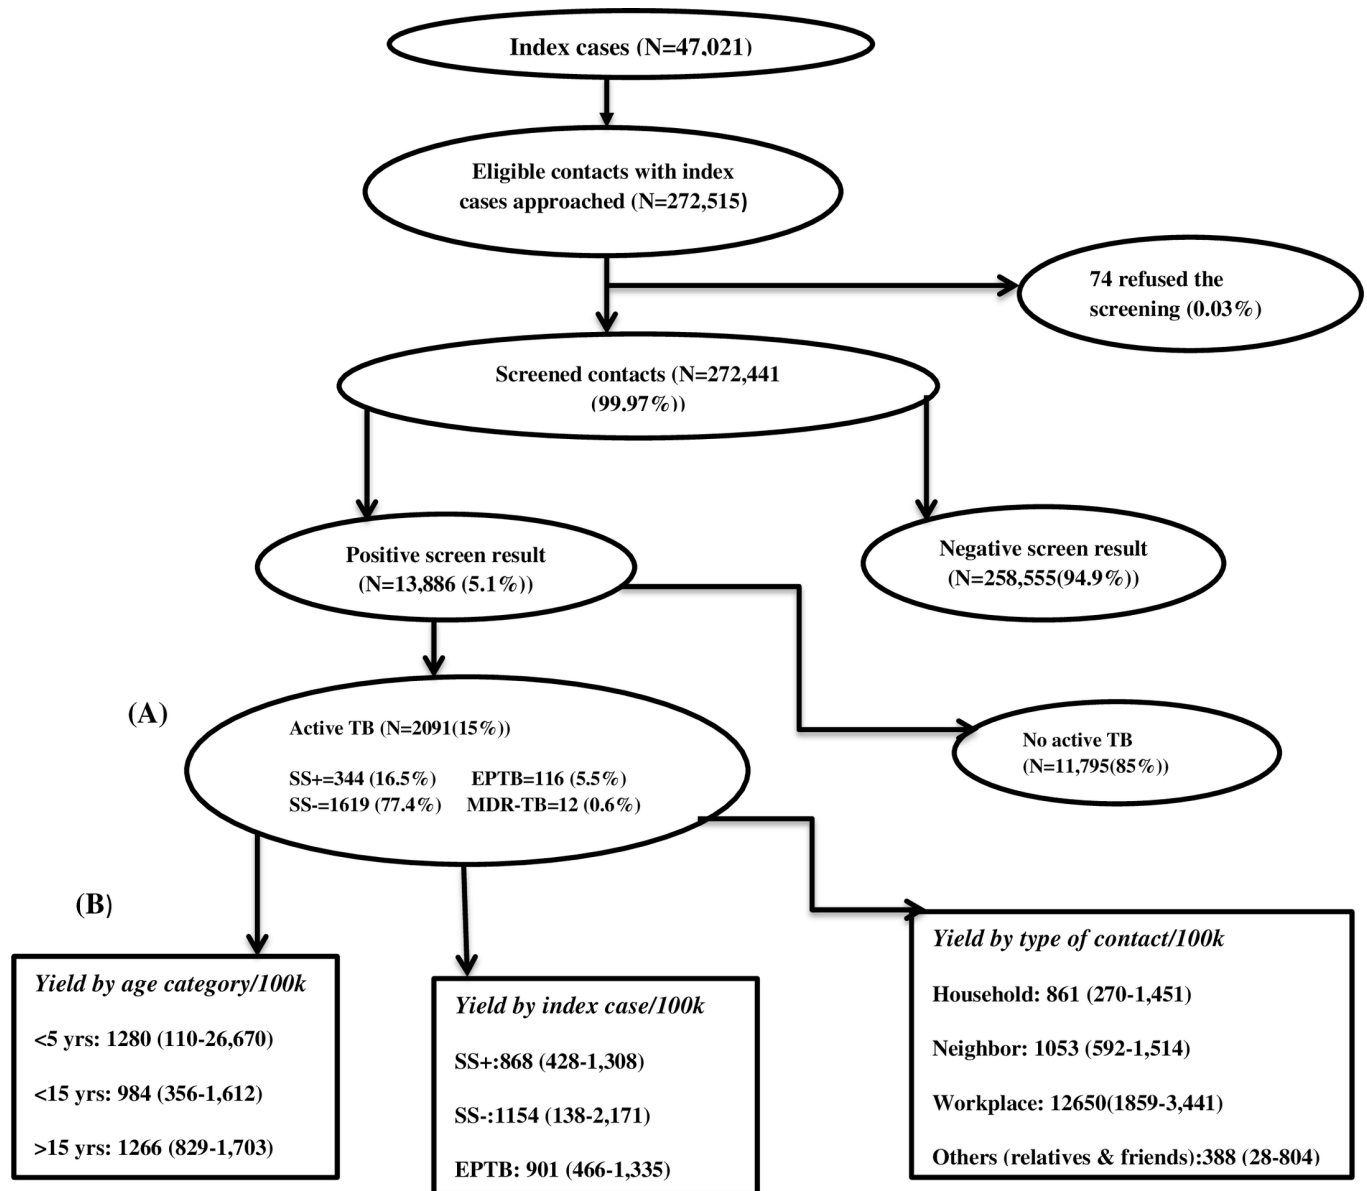 Index cases (N=47,021)
Eligible contacts with index
cases approached (N=272,515)
74 refused the
screening (0.03%)
Screened contacts (N=272,441
(99.97%))
Positive screen result
(N=13,886 (5.1%))
Negative screen result
(N=258,555(94.9%))
(A)
Active TB (N=2091(15%))
SS+=344 (16.5%) EPTB=116 (5.5%)
SS-=1619 (77.4%) MDR-TB=12 (0.6%)
No active TB
(N=11,795(85%))
(B)
Yield by age category/100k
<5 yrs: 1280 (110-26,670)
<15 yrs: 984 (356-1,612)
>15 yrs: 1266 (829-1,703)
Yield by index case/100k
SS+:868 (428-1,308)
SS-:1154 (138-2,171)
EPTB: 901 (466-1,335)
Yield by type of contact/100k
Household: 861 (270-1,451)
Neighbor: 1053 (592-1,514)
Workplace: 12650(1859-3,441)
Others (relatives & friends):388 (28-804)